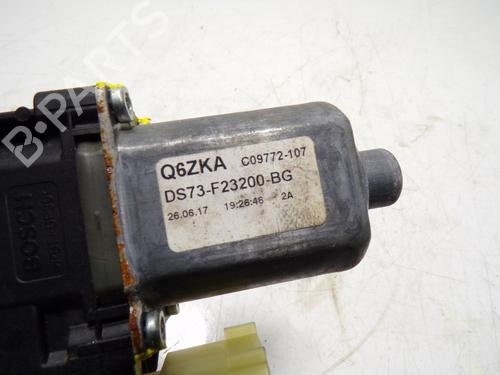 B-PARTS
Q6ZKA C09772-107
DS73-F23200-BG
26.06.17 19:26:46 2A
BOSCH